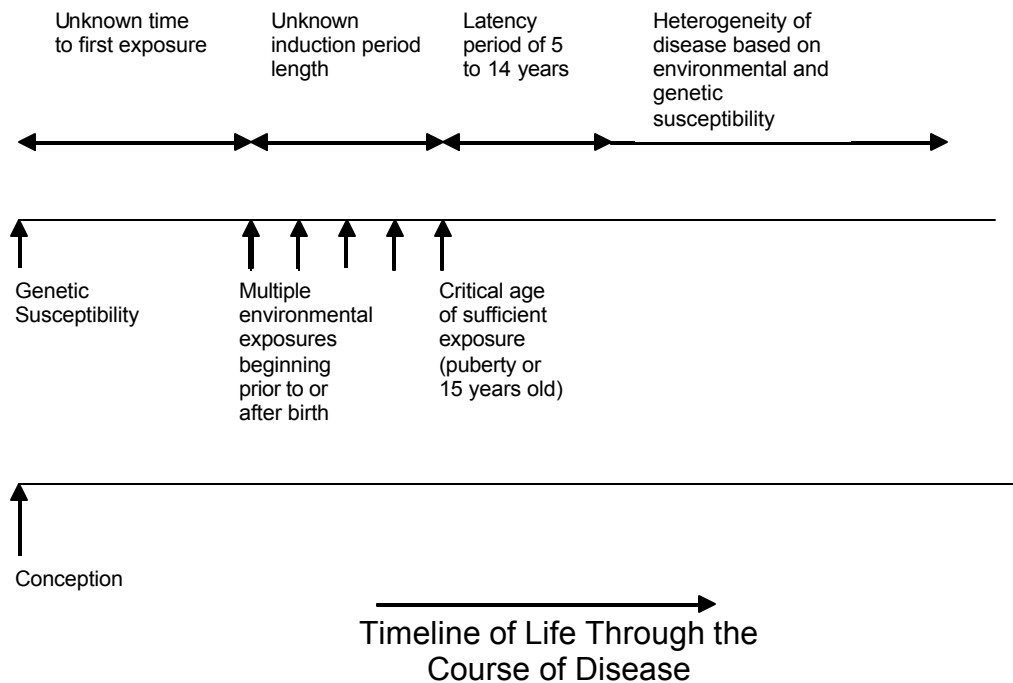 Unknown time
to first exposure
Unknown
induction period
length
Latency
period of 5
to 14 years
Heterogeneity of
disease based on
environmental and
genetic
susceptibility
Genetic
Susceptibility
Multiple
environmental
exposures
beginning
prior to or
after birth
Critical age
of sufficient
exposure
(puberty or
15 years old)
Conception
Timeline of Life Through the
Course of Disease